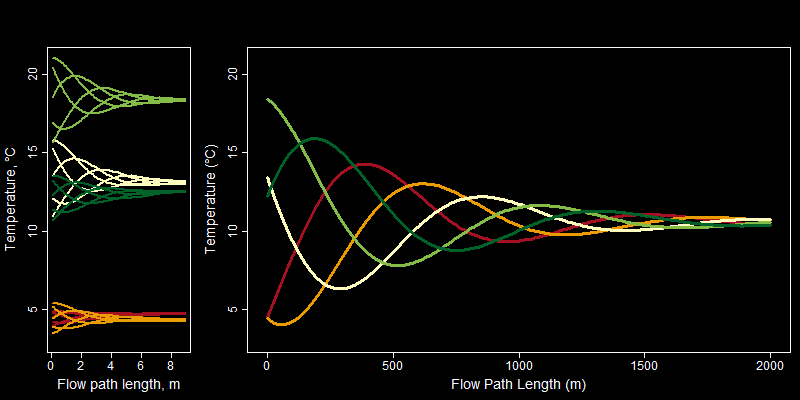 Temperature, °C
20
15
10
5
0 2 4 6 8
Flow path length, m
Temperature (°C)
20
15
10
5
0 500 1000 1500 2000
Flow Path Length (m)